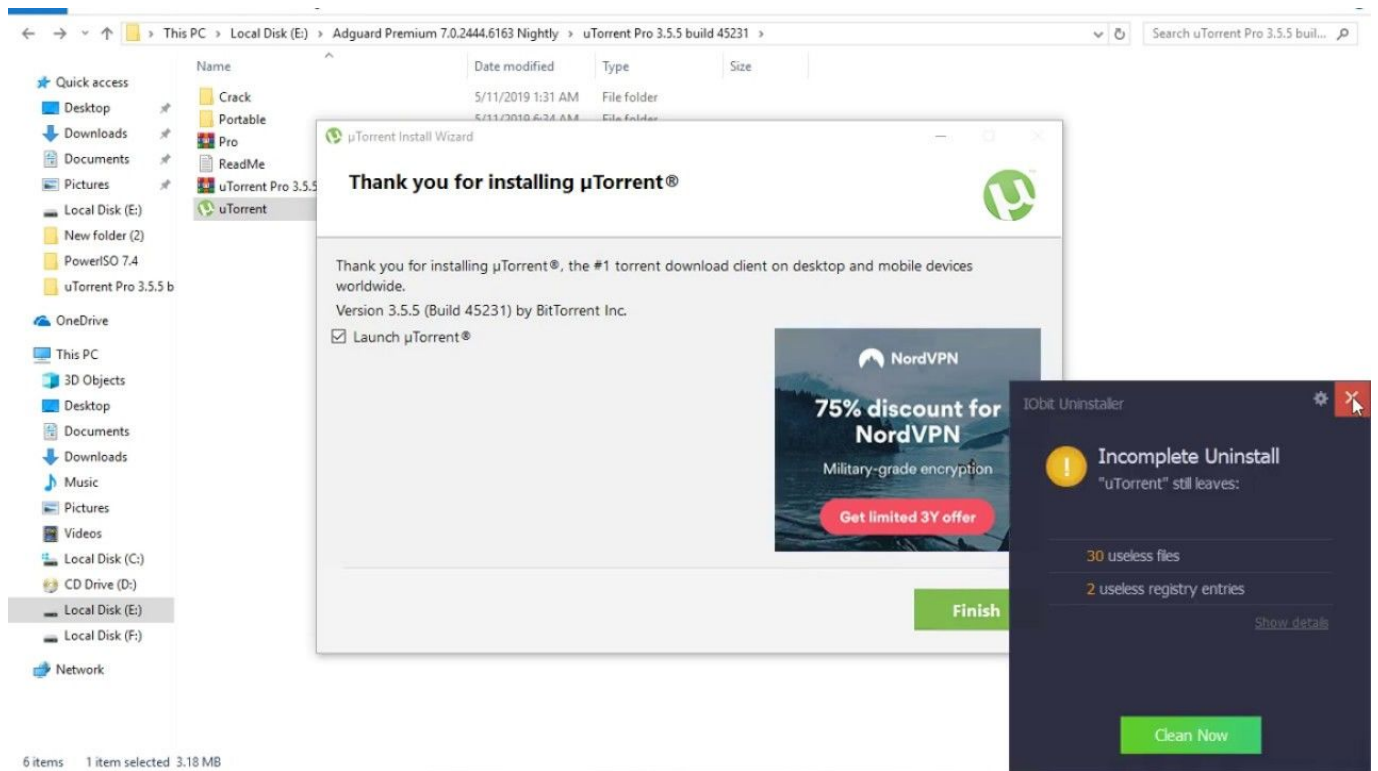 This PC > Local Disk (E:) > Adguard Premium 7.0.2444.6163 Nightly > uTorrent Pro 3.5.5 build 45231 >
Search uTorrent Pro 3.5.5 buil...
Name
Date modified
Type
Size
Quick access
Desktop
Downloads
Documents
Pictures
Local Disk (E:)
New folder (2)
PowerISO 7.4
uTorrent Pro 3.5.5 b
OneDrive
This PC
3D Objects
Desktop
Documents
Downloads
Music
Pictures
Videos
Local Disk (C:)
CD Drive (D:)
Local Disk (E:)
Local Disk (F:)
Network
Crack 5/11/2019 1:31 AM File folder
Portable 5/11/2019 6:34 AM File folder
Pro
ReadMe
uTorrent Pro 3.5.5
uTorrent
µTorrent Install Wizard
Thank you for installing µTorrent®
Thank you for installing µTorrent®, the #1 torrent download client on desktop and mobile devices
worldwide.
Version 3.5.5 (Build 45231) by BitTorrent Inc.
Launch µTorrent®
NordVPN
75% discount for
NordVPN
Military-grade encryption
Get limited 3Y offer
Finish
IObit Uninstaller
Incomplete Uninstall
"uTorrent" still leaves:
30 useless files
2 useless registry entries
Show details
Clean Now
6 items 1 item selected 3.18 MB